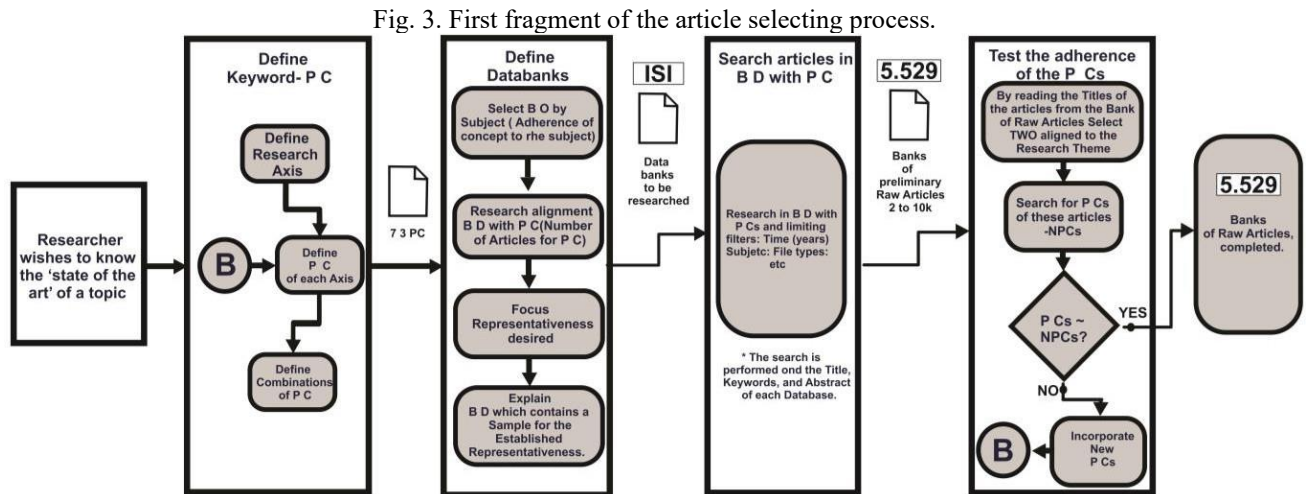 Fig. 3. First fragment of the article selecting process.
Researcher
wishes to know
the ‘state of the
art’ of a topic
Define
Keyword- P C
Define
Research
Axis
B
Define
P C
of each Axis
Define
Combinations
of P C
7 3 PC
Define
Databanks
Select B O by
Subject ( Adherence of
concept to rhe subject)
Research alignment
B D with P C(Number
of Articles for P C)
Focus
Representativeness
desired
Explain
B D which contains a
Sample for the
Established
Representativeness.
ISI
Data
banks
to be
researched
Search articles in
B D with P C
Research in B D with
P Cs and limiting
filters: Time (years)
Subjetc: File types:
etc
* The search is
performed ond the Title,
Keywords, and Abstract
of each Database.
5.529
Banks
of
preliminary
Raw Articles
2 to 10k
Test the adherence
of the P Cs
By reading the Titles of
the articles from the Bank
of Raw Articles Select
TWO aligned to the
Research Theme
Search for P Cs
of these articles
-NPCs
P Cs ~
NPCs?
YES
NO
Incorporate
New
P Cs
B
5.529
Banks
of Raw Articles,
completed.